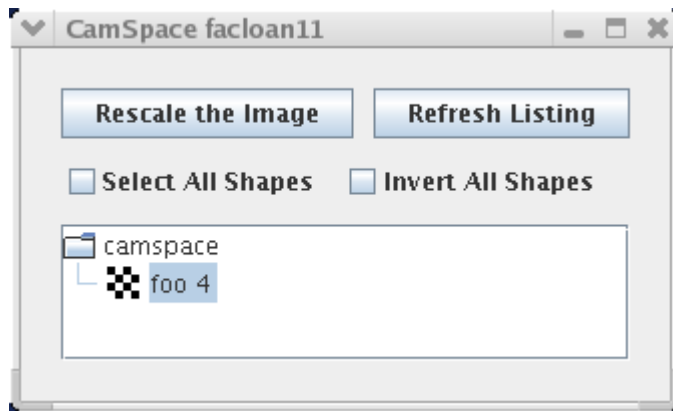 CamSpace facloan11
Rescale the Image Refresh Listing
Select All Shapes Invert All Shapes
camspace
foo 4